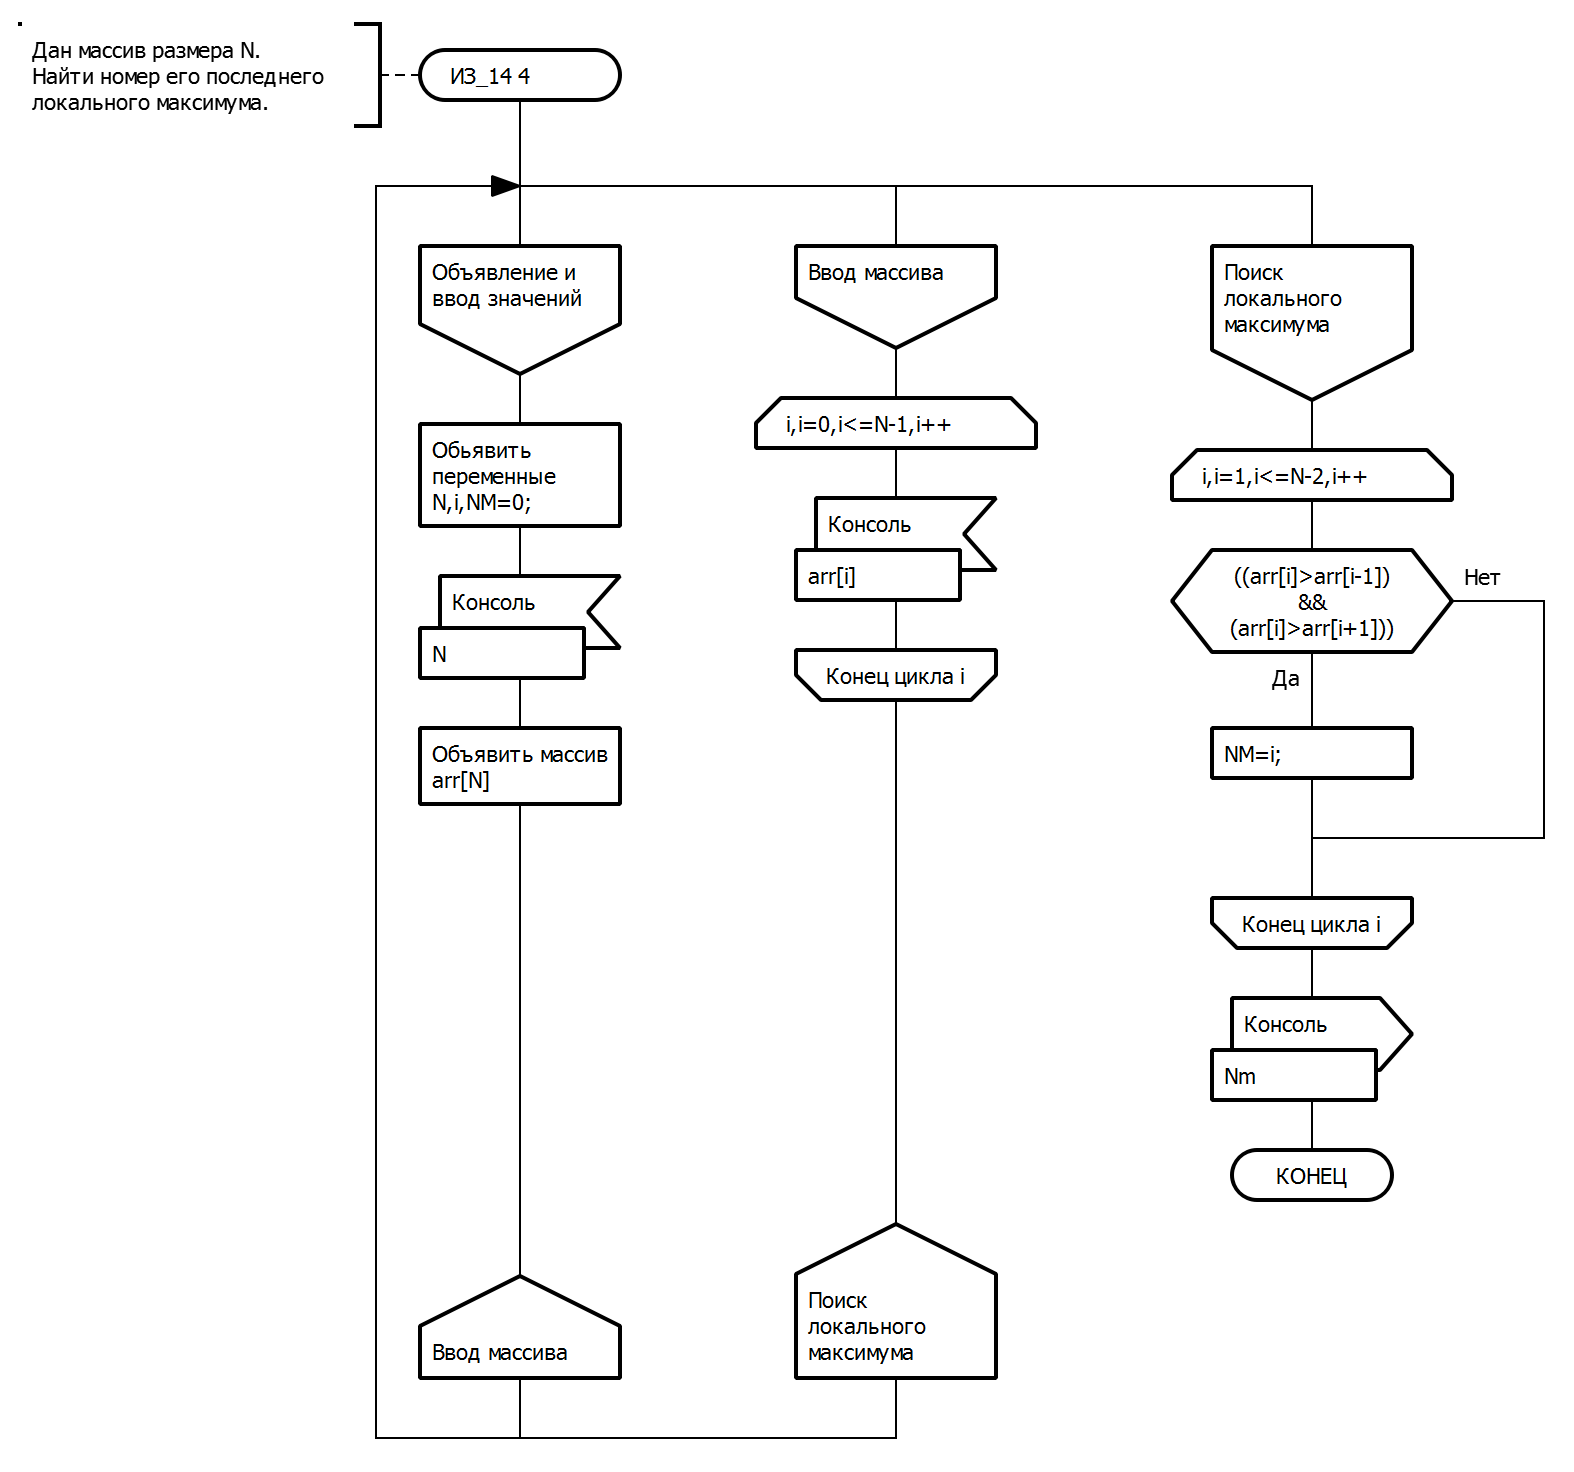 Дан массив размера N.
Найти номер его последнего
локального максимума.
ИЗ_14 4
Объявление и
ввод значений
Обьявить
переменные
N,i,NM=0;
Консоль
N
Объявить массив
arr[N]
Ввод массива
Ввод массива
i,i=0,i<=N-1,i++
Консоль
arr[i]
Конец цикла i
Поиск
локального
максимума
Поиск
локального
максимума
i,i=1,i<=N-2,i++
((arr[i]>arr[i-1])
&&
(arr[i]>arr[i+1]))
Нет
Да
NM=i;
Конец цикла i
Консоль
Nm
КОНЕЦ